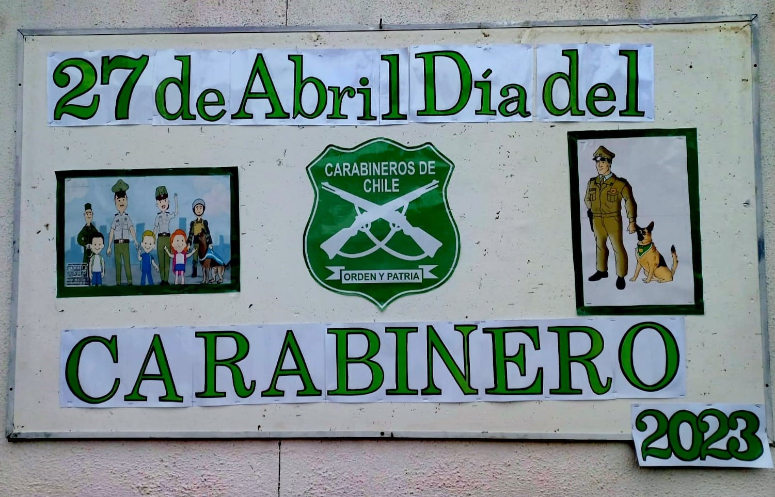 27 de Abril Día del
CARABINEROS DE
CHILE
ORDEN Y PATRIA
CARABINERO
2023